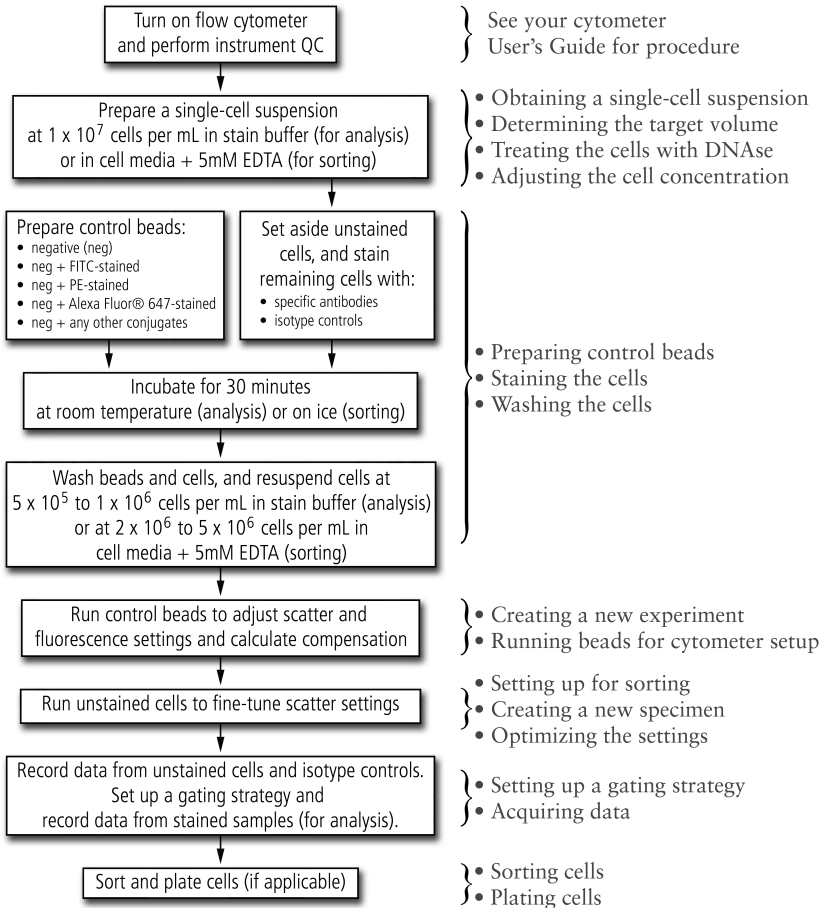 Turn on flow cytometer
and perform instrument QC
See your cytometer
User's Guide for procedure
Prepare a single-cell suspension
at 1 x 10⁷ cells per mL in stain buffer (for analysis)
or in cell media + 5mM EDTA (for sorting)
• Obtaining a single-cell suspension
• Determining the target volume
• Treating the cells with DNAse
• Adjusting the cell concentration
Prepare control beads:
• negative (neg)
• neg + FITC-stained
• neg + PE-stained
• neg + Alexa Fluor® 647-stained
• neg + any other conjugates
Set aside unstained
cells, and stain
remaining cells with:
• specific antibodies
• isotype controls
Incubate for 30 minutes
at room temperature (analysis) or on ice (sorting)
Wash beads and cells, and resuspend cells at
5 x 10⁵ to 1 x 10⁶ cells per mL in stain buffer (analysis)
or at 2 x 10⁶ to 5 x 10⁶ cells per mL in
cell media + 5mM EDTA (sorting)
• Preparing control beads
• Staining the cells
• Washing the cells
Run control beads to adjust scatter and
fluorescence settings and calculate compensation
• Creating a new experiment
• Running beads for cytometer setup
Run unstained cells to fine-tune scatter settings
• Setting up for sorting
• Creating a new specimen
• Optimizing the settings
Record data from unstained cells and isotype controls.
Set up a gating strategy and
record data from stained samples (for analysis).
• Setting up a gating strategy
• Acquiring data
Sort and plate cells (if applicable)
• Sorting cells
• Plating cells